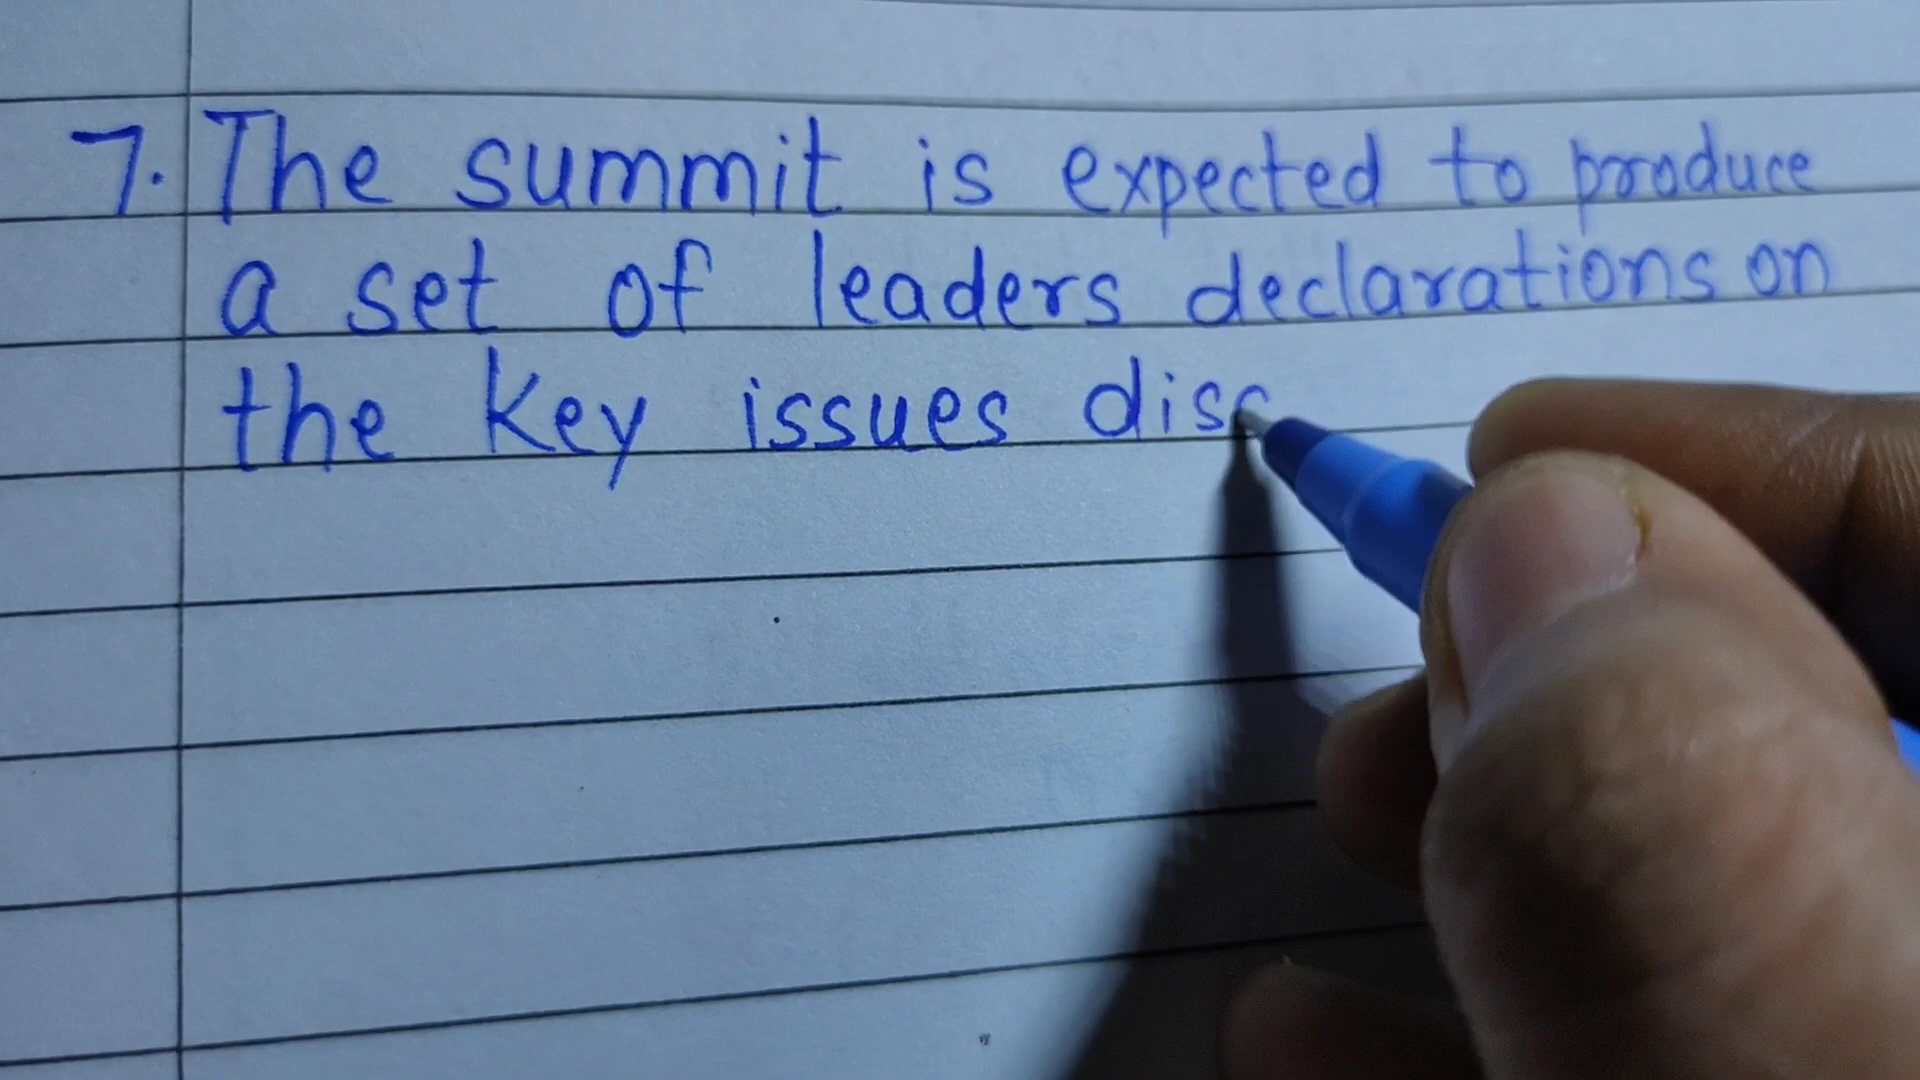 7. The summit is expected to produce
a set of leaders declarations on
the key issues disc